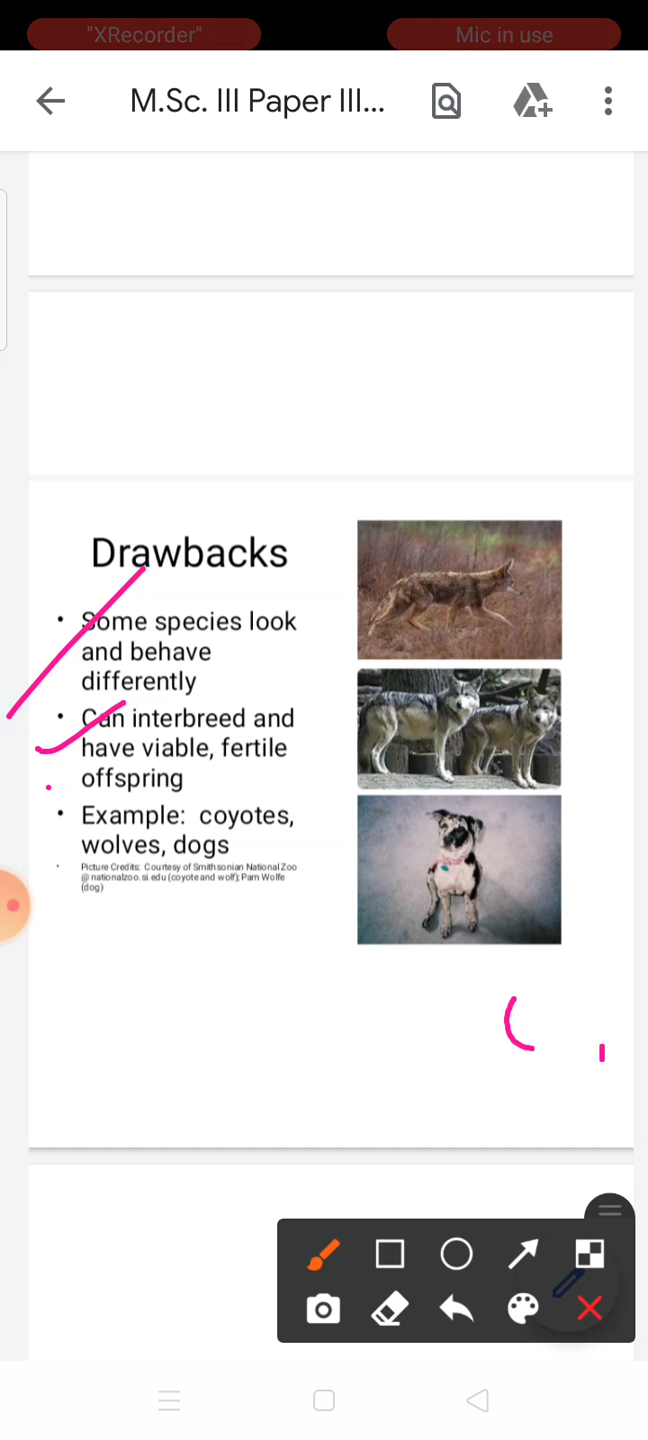 "XRecorder" Mic in use
M.Sc. III Paper III...
Drawbacks
• Some species look
and behave
differently
• Can interbreed and
have viable, fertile
offspring
• Example: coyotes,
wolves, dogs
• Picture Credits: Courtesy of Smithsonian National Zoo
@ nationalzoo.si.edu (coyote and wolf); Pam Wolfe
(dog)